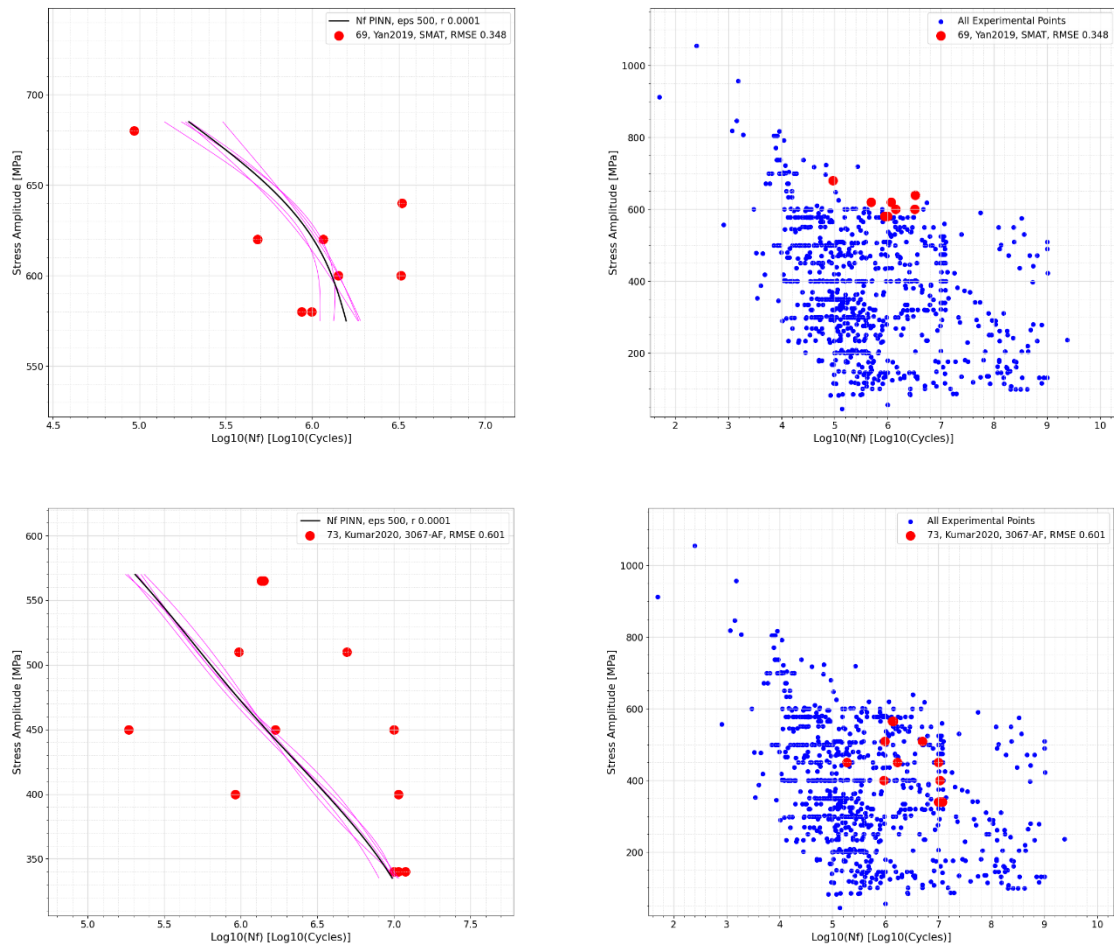 Nf PINN, eps 500, r 0.0001
69, Yan2019, SMAT, RMSE 0.348
700
650
600
550
Stress Amplitude [MPa]
4.5 5.0 5.5 6.0 6.5 7.0
Log10(Nf) [Log10(Cycles)]
All Experimental Points
69, Yan2019, SMAT, RMSE 0.348
1000
800
600
400
200
Stress Amplitude [MPa]
2 3 4 5 6 7 8 9 10
Log10(Nf) [Log10(Cycles)]
Nf PINN, eps 500, r 0.0001
73, Kumar2020, 3067-AF, RMSE 0.601
600
550
500
450
400
350
Stress Amplitude [MPa]
5.0 5.5 6.0 6.5 7.0 7.5
Log10(Nf) [Log10(Cycles)]
All Experimental Points
73, Kumar2020, 3067-AF, RMSE 0.601
1000
800
600
400
200
Stress Amplitude [MPa]
2 3 4 5 6 7 8 9 10
Log10(Nf) [Log10(Cycles)]